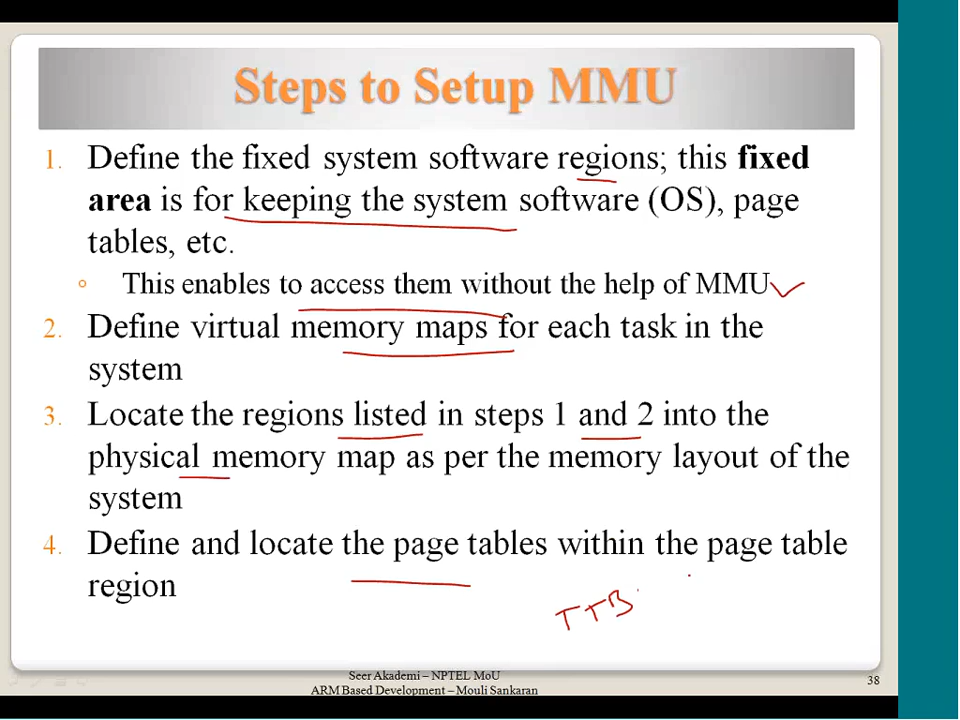 Steps to Setup MMU
1. Define the fixed system software regions; this fixed
area is for keeping the system software (OS), page
tables, etc.
This enables to access them without the help of MMU
2. Define virtual memory maps for each task in the
system
3. Locate the regions listed in steps 1 and 2 into the
physical memory map as per the memory layout of the
system
4. Define and locate the page tables within the page table
region
TTB
Seer Akademi – NPTEL MoU
ARM Based Development – Mouli Sankaran
38